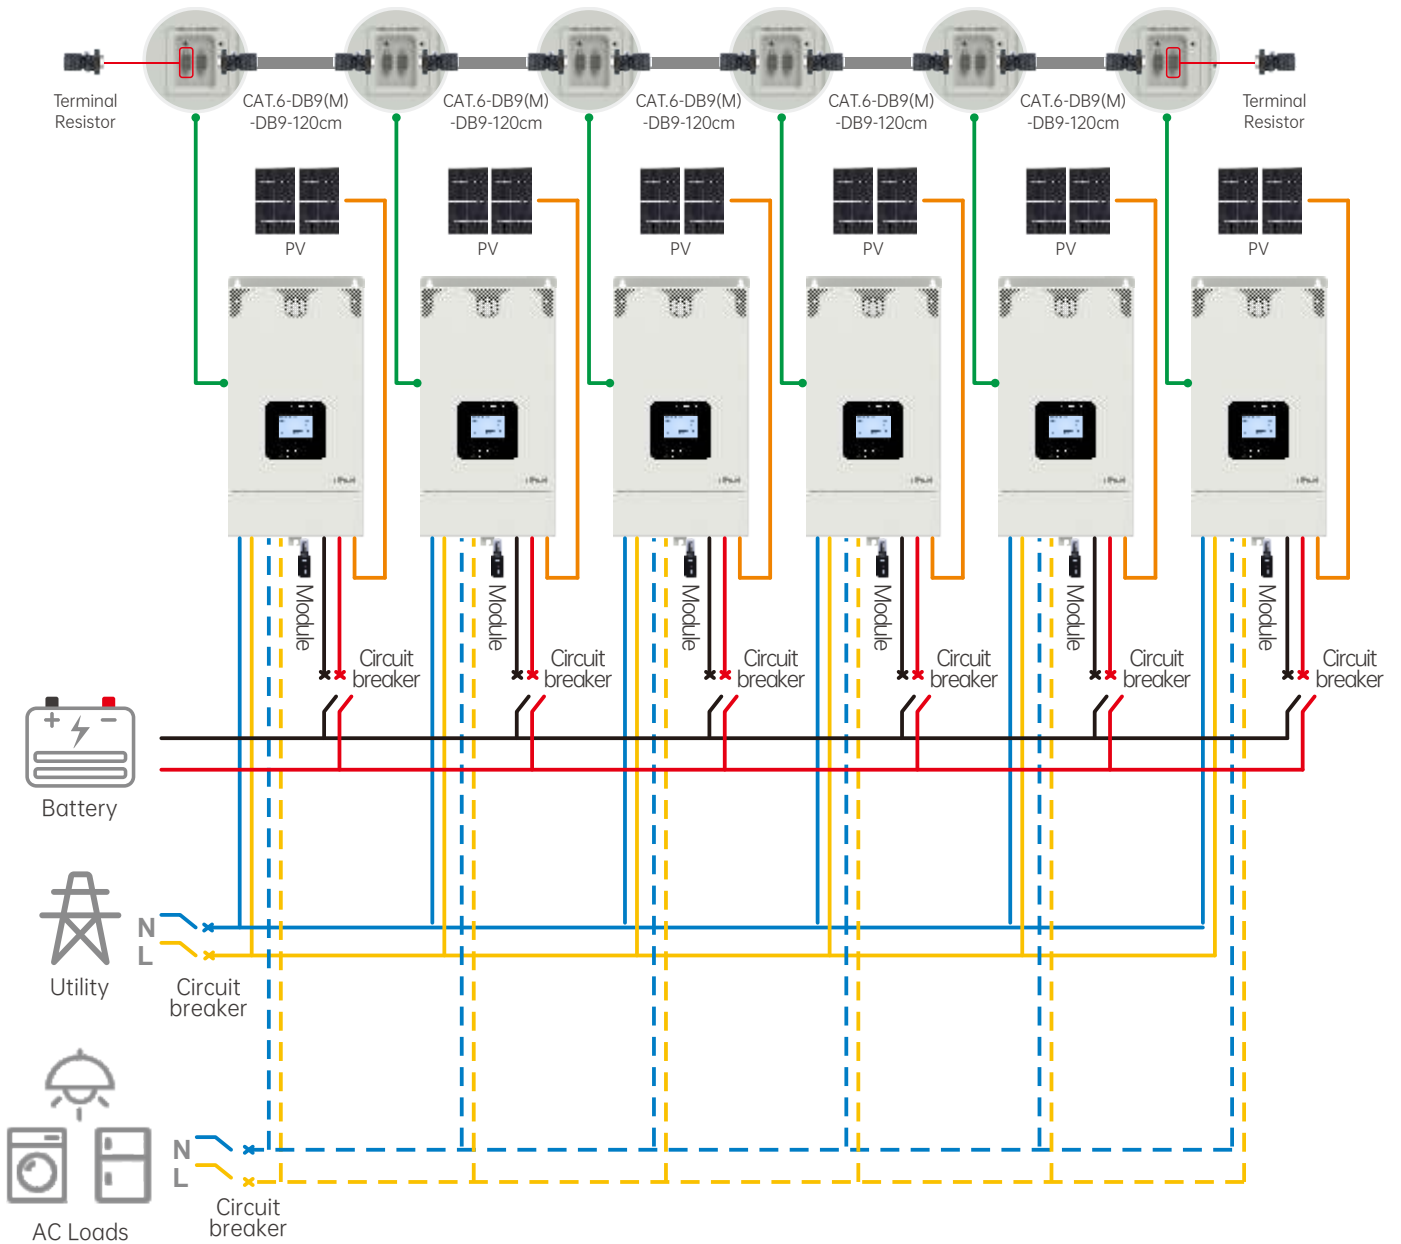 Terminal
Resistor
CAT.6-DB9(M)
-DB9-120cm
CAT.6-DB9(M)
-DB9-120cm
CAT.6-DB9(M)
-DB9-120cm
CAT.6-DB9(M)
-DB9-120cm
CAT.6-DB9(M)
-DB9-120cm
Terminal
Resistor
PV
PV
PV
PV
PV
PV
Module
Module
Module
Module
Module
Module
Circuit
breaker
Circuit
breaker
Circuit
breaker
Circuit
breaker
Circuit
breaker
Circuit
breaker
+ −
Battery
N
L
Utility
Circuit
breaker
N
L
Circuit
breaker
AC Loads